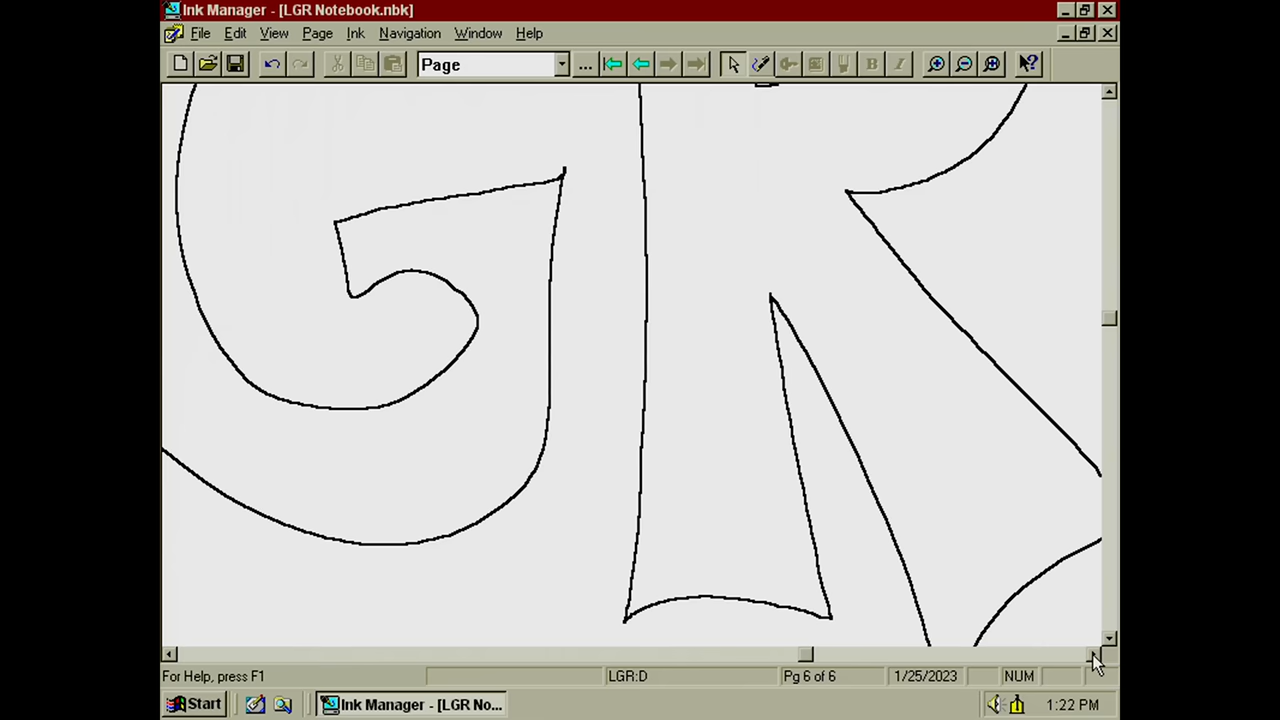 Ink Manager - [LGR Notebook.nbk]
File Edit View Page Ink Navigation Window Help
Page ... B I
GR
For Help, press F1 LGR:D Pg 6 of 6 1/25/2023 NUM
Start Ink Manager - [LGR No... 1:22 PM